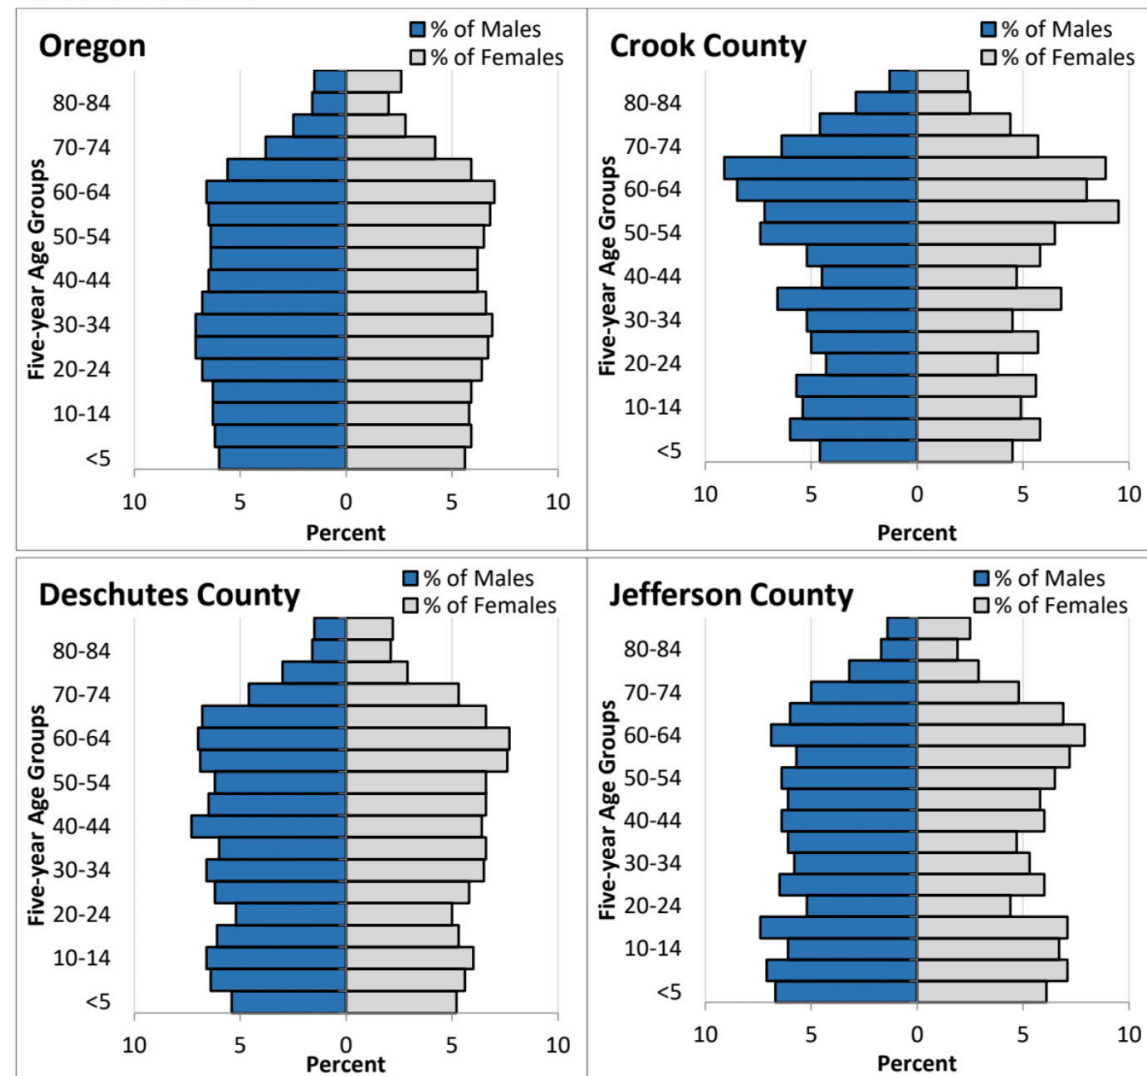 Oregon
% of Males
% of Females
Five-year Age Groups
80-84
70-74
60-64
50-54
40-44
30-34
20-24
10-14
<5
10 5 0 5 10
Percent
Crook County
% of Males
% of Females
Five-year Age Groups
80-84
70-74
60-64
50-54
40-44
30-34
20-24
10-14
<5
10 5 0 5 10
Percent
Deschutes County
% of Males
% of Females
Five-year Age Groups
80-84
70-74
60-64
50-54
40-44
30-34
20-24
10-14
<5
10 5 0 5 10
Percent
Jefferson County
% of Males
% of Females
Five-year Age Groups
80-84
70-74
60-64
50-54
40-44
30-34
20-24
10-14
<5
10 5 0 5 10
Percent